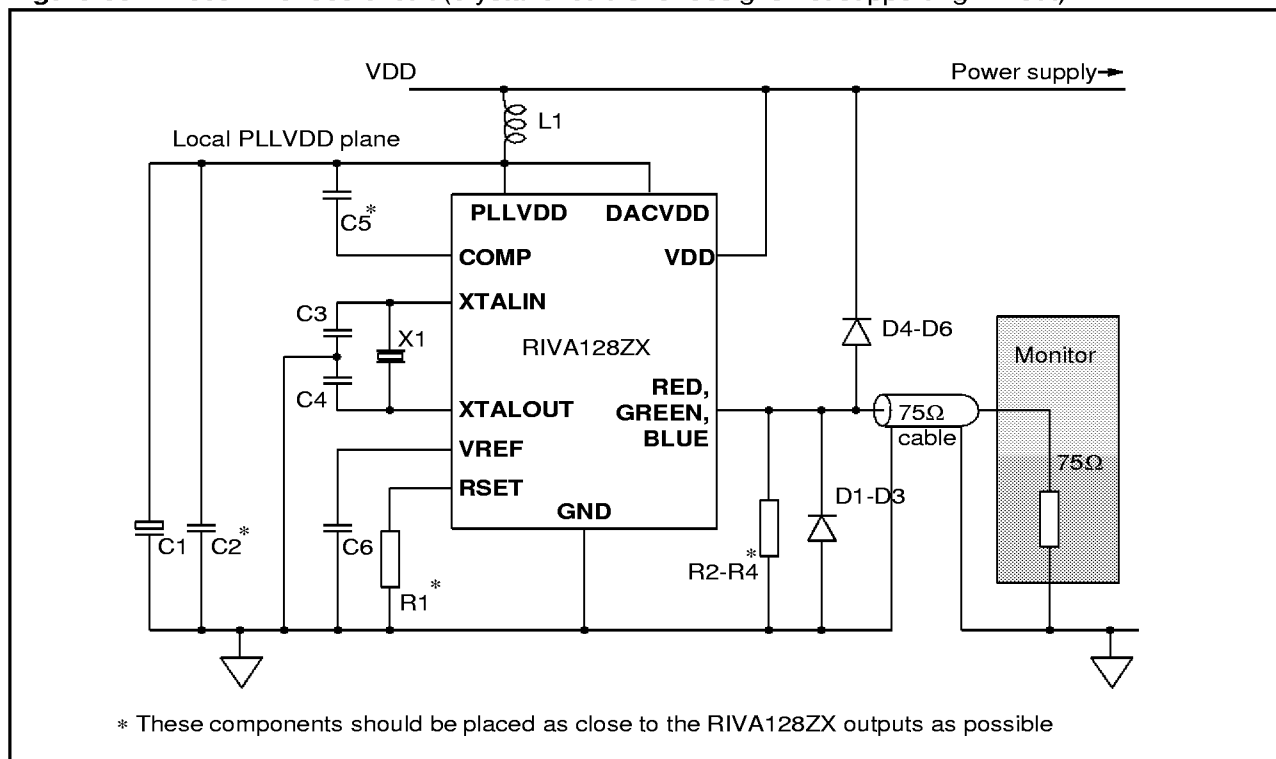 VDD
Power supply
L1
Local PLLVDD plane
C5*
PLLVDD
DACVDD
COMP
VDD
XTALIN
C3
X1
C4
RIVA128ZX
D4-D6
Monitor
RED,
GREEN,
BLUE
XTALOUT
75Ω
cable
VREF
75Ω
RSET
D1-D3
GND
C1
C2*
C6
R1*
R2-R4*
* These components should be placed as close to the RIVA128ZX outputs as possible